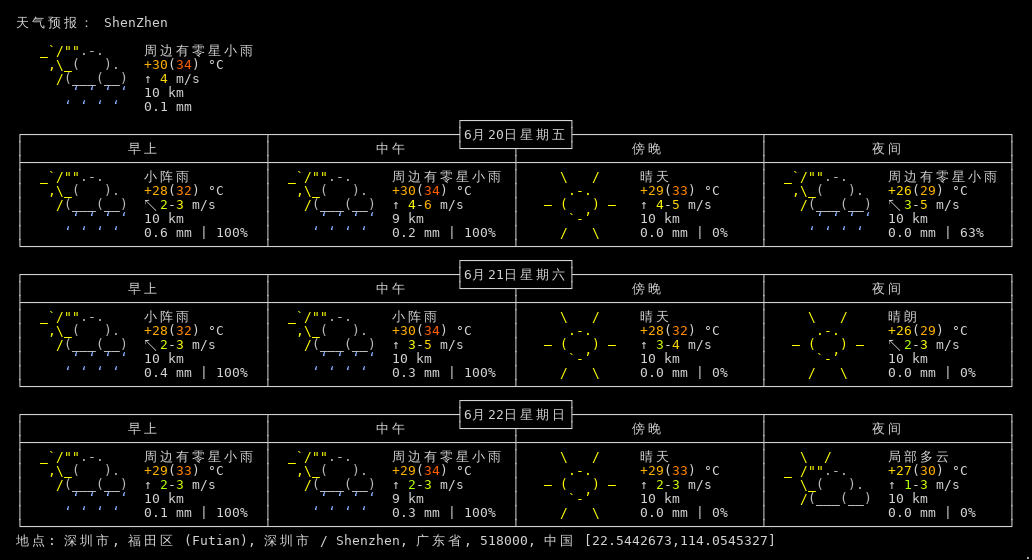 天气预报： ShenZhen
周边有零星小雨
+30(34) °C
↑ 4 m/s
10 km
0.1 mm
6月20日星期五
早上 中午 傍晚 夜间
小阵雨 周边有零星小雨 晴天 周边有零星小雨
+28(32) °C +30(34) °C +29(33) °C +26(29) °C
↖ 2-3 m/s ↑ 4-6 m/s ↑ 4-5 m/s ↖ 3-5 m/s
10 km 9 km 10 km 10 km
0.6 mm | 100% 0.2 mm | 100% 0.0 mm | 0% 0.0 mm | 63%
6月21日星期六
早上 中午 傍晚 夜间
小阵雨 小阵雨 晴天 晴朗
+28(32) °C +30(34) °C +28(32) °C +26(29) °C
↖ 2-3 m/s ↑ 3-5 m/s ↑ 3-4 m/s ↖ 2-3 m/s
10 km 10 km 10 km 10 km
0.4 mm | 100% 0.3 mm | 100% 0.0 mm | 0% 0.0 mm | 0%
6月22日星期日
早上 中午 傍晚 夜间
周边有零星小雨 周边有零星小雨 晴天 局部多云
+29(33) °C +29(34) °C +29(33) °C +27(30) °C
↑ 2-3 m/s ↑ 2-3 m/s ↑ 2-3 m/s ↑ 1-3 m/s
10 km 9 km 10 km 10 km
0.1 mm | 100% 0.3 mm | 100% 0.0 mm | 0% 0.0 mm | 0%
地点: 深圳市, 福田区 (Futian), 深圳市 / Shenzhen, 广东省, 518000, 中国 [22.5442673,114.0545327]